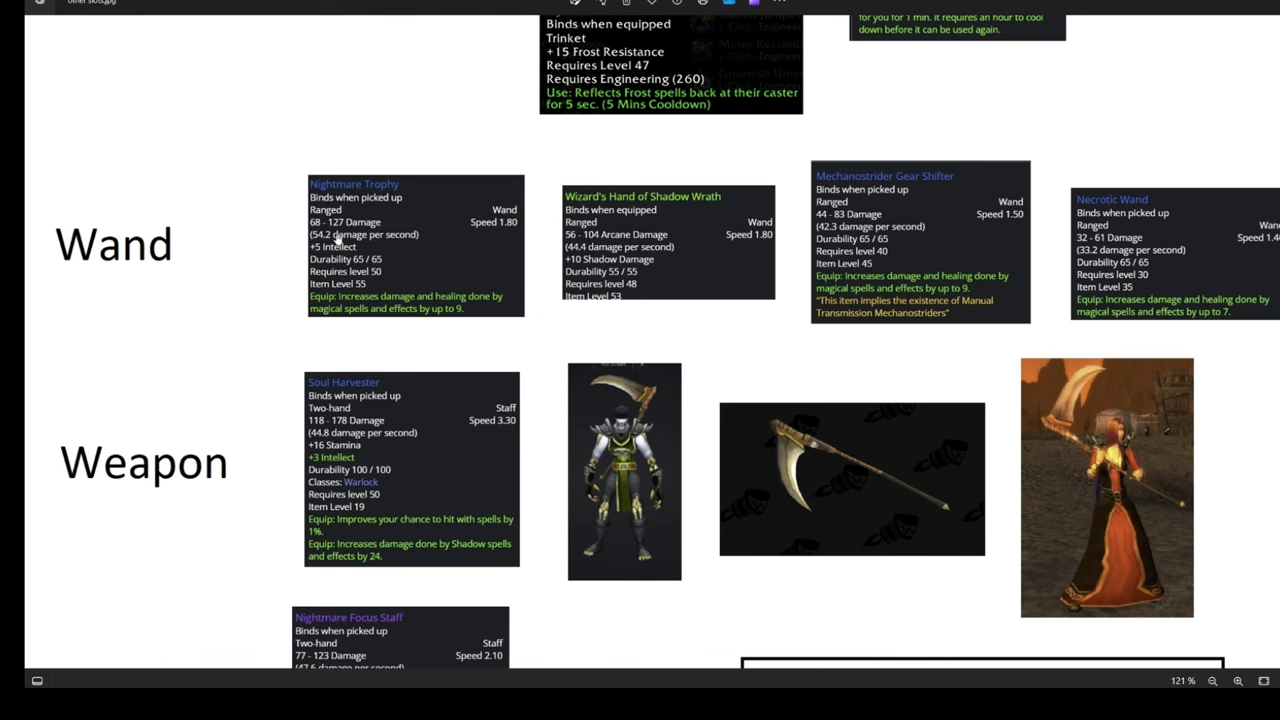 other slots.jpg
Binds when equipped
Trinket
+15 Frost Resistance
Requires Level 47
Requires Engineering (260)
Use: Reflects Frost spells back at their caster
for 5 sec. (5 Mins Cooldown)
for you for 1 min. It requires an hour to cool
down before it can be used again.
Wand
Nightmare Trophy
Binds when picked up
Ranged Wand
68 - 127 Damage Speed 1.80
(54.2 damage per second)
+5 Intellect
Durability 65 / 65
Requires level 50
Item Level 55
Equip: Increases damage and healing done by
magical spells and effects by up to 9.
Wizard's Hand of Shadow Wrath
Binds when equipped
Ranged Wand
56 - 104 Arcane Damage Speed 1.80
(44.4 damage per second)
+10 Shadow Damage
Durability 55 / 55
Requires level 48
Item Level 53
Mechanostrider Gear Shifter
Binds when picked up
Ranged Wand
44 - 83 Damage Speed 1.50
(42.3 damage per second)
Durability 65 / 65
Requires level 40
Item Level 45
Equip: Increases damage and healing done by
magical spells and effects by up to 9.
"This item implies the existence of Manual
Transmission Mechanostriders"
Necrotic Wand
Binds when picked up
Ranged Wand
32 - 61 Damage Speed 1.4
(33.2 damage per second)
Durability 65 / 65
Requires level 30
Item Level 35
Equip: Increases damage and healing done by
magical spells and effects by up to 7.
Weapon
Soul Harvester
Binds when picked up
Two-hand Staff
118 - 178 Damage Speed 3.30
(44.8 damage per second)
+16 Stamina
+3 Intellect
Durability 100 / 100
Classes: Warlock
Requires level 50
Item Level 19
Equip: Improves your chance to hit with spells by
1%.
Equip: Increases damage done by Shadow spells
and effects by up to 24.
Nightmare Focus Staff
Binds when picked up
Two-hand Staff
77 - 123 Damage Speed 2.10
(47.6 damage per second)
121 %